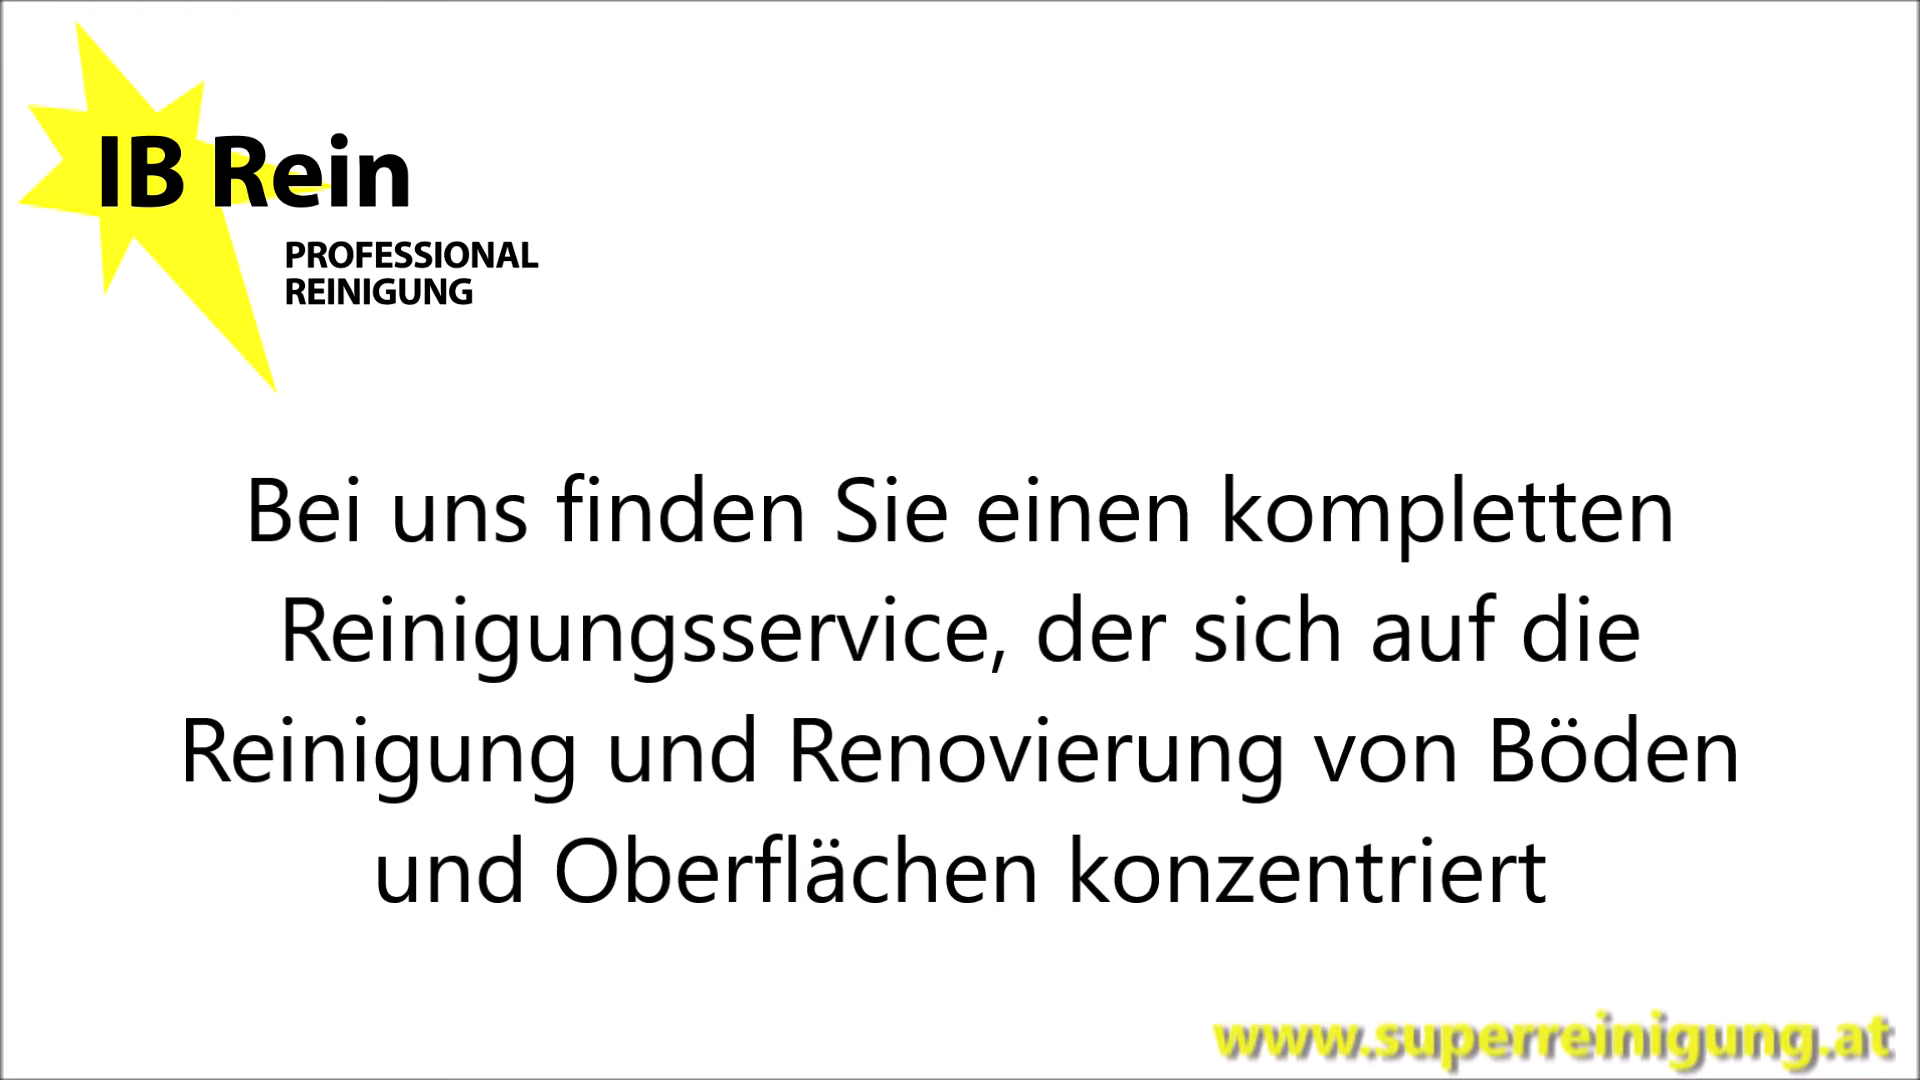 IB Rein
PROFESSIONAL
REINIGUNG
Bei uns finden Sie einen kompletten
Reinigungsservice, der sich auf die
Reinigung und Renovierung von Böden
und Oberflächen konzentriert
www.superreinigung.at